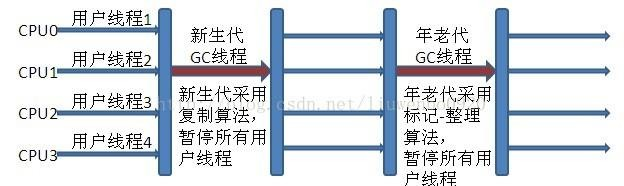 CPU0 用户线程1
CPU1 用户线程2
CPU2 用户线程3
CPU3 用户线程4
新生代
GC线程
新生代采用
复制算法,
暂停所有用
户线程
年老代
GC线程
年老代采用
标记-整理
算法,
暂停所有用
户线程